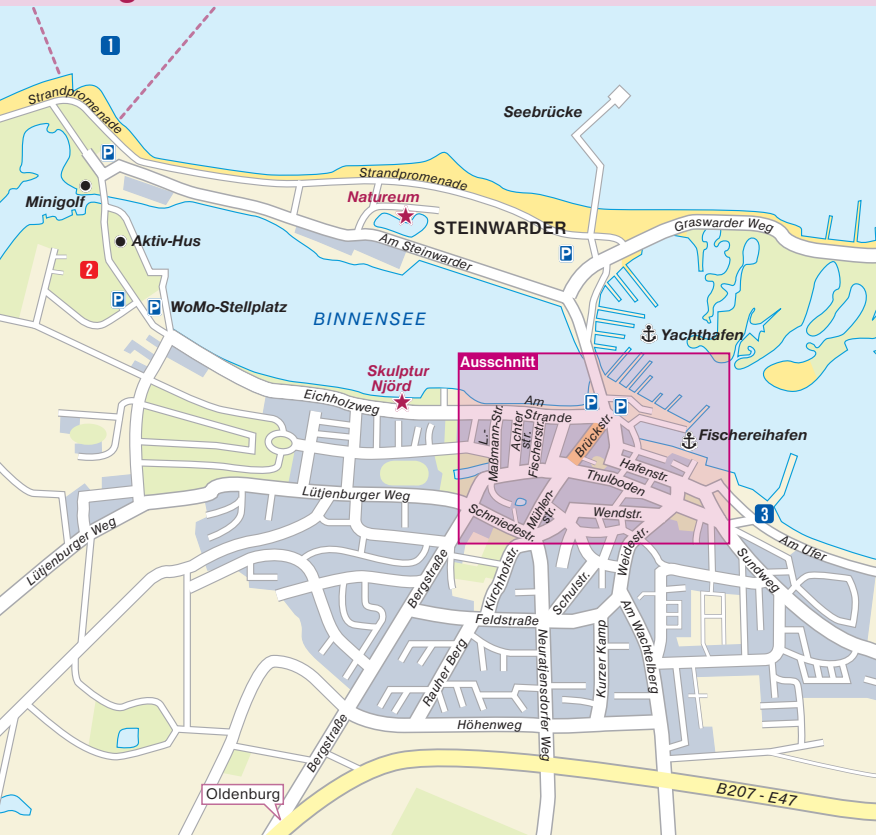 1
Strandpromenade
P
Seebrücke
Strandpromenade
Minigolf
Natureum
STEINWARDER
Graswarder Weg
Aktiv-Hus
Am Steinwarder
P
2
P
P
WoMo-Stellplatz
BINNENSEE
Yachthafen
Ausschnitt
Skulptur
Njörd
Eichholzweg
Am
Strande
P
P
L.-
Maßmann-Str.
Achter
str.
Fischerstr.
Brückstr.
Fischereihafen
Hafenstr.
Thulboden
Lütjenburger Weg
Mühlen-
str.
Wendstr.
Schmiedestr.
3
Am Ufer
Lütjenburger Weg
Bergstraße
Kirchhofstr.
Schulstr.
Weidestr.
Sundweg
Feldstraße
Rauher Berg
Neuratjensdorfer Weg
Kurzer Kamp
Am Wachtelberg
Höhenweg
Bergstraße
Oldenburg
B207 - E47